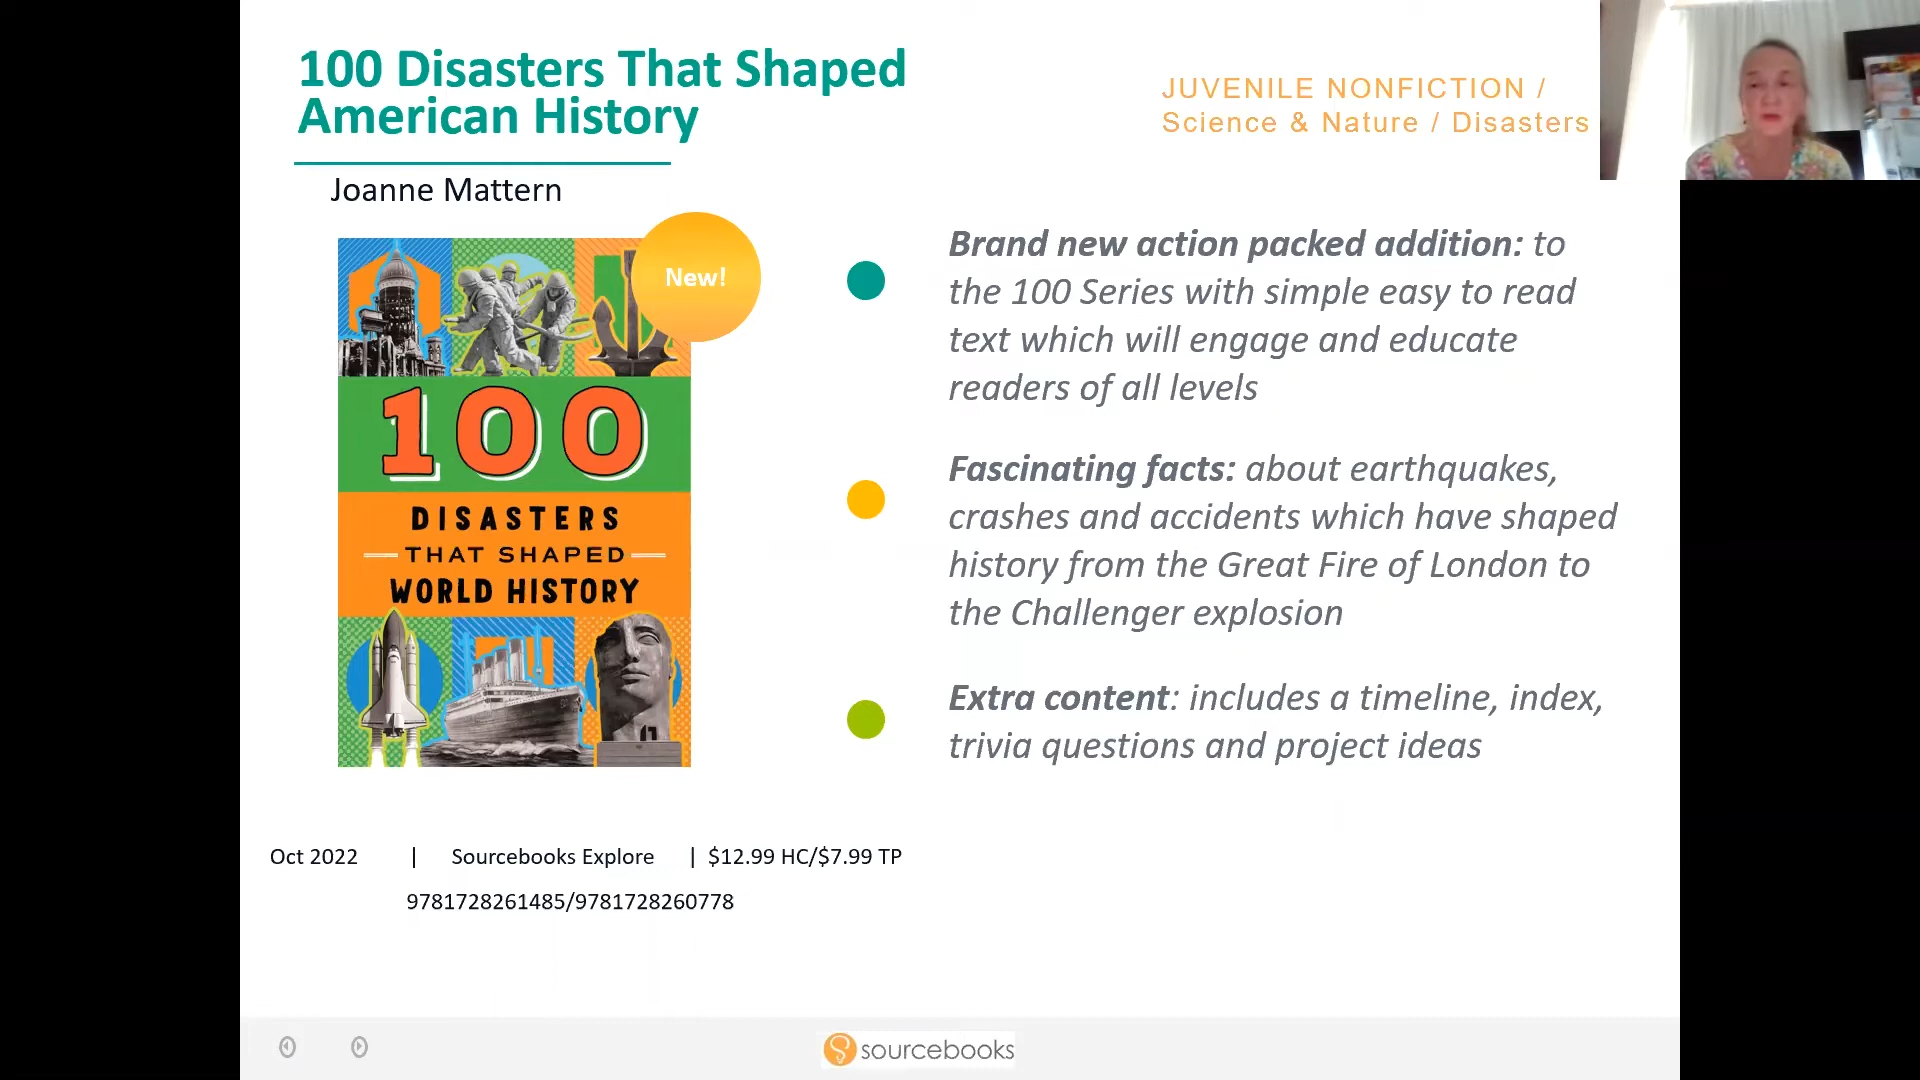 100 Disasters That Shaped
American History
JUVENILE NONFICTION /
Science & Nature / Disasters
Joanne Mattern
New!
100
DISASTERS
THAT SHAPED
WORLD HISTORY
Brand new action packed addition: to
the 100 Series with simple easy to read
text which will engage and educate
readers of all levels
Fascinating facts: about earthquakes,
crashes and accidents which have shaped
history from the Great Fire of London to
the Challenger explosion
Extra content: includes a timeline, index,
trivia questions and project ideas
Oct 2022 | Sourcebooks Explore | $12.99 HC/$7.99 TP
9781728261485/9781728260778
sourcebooks